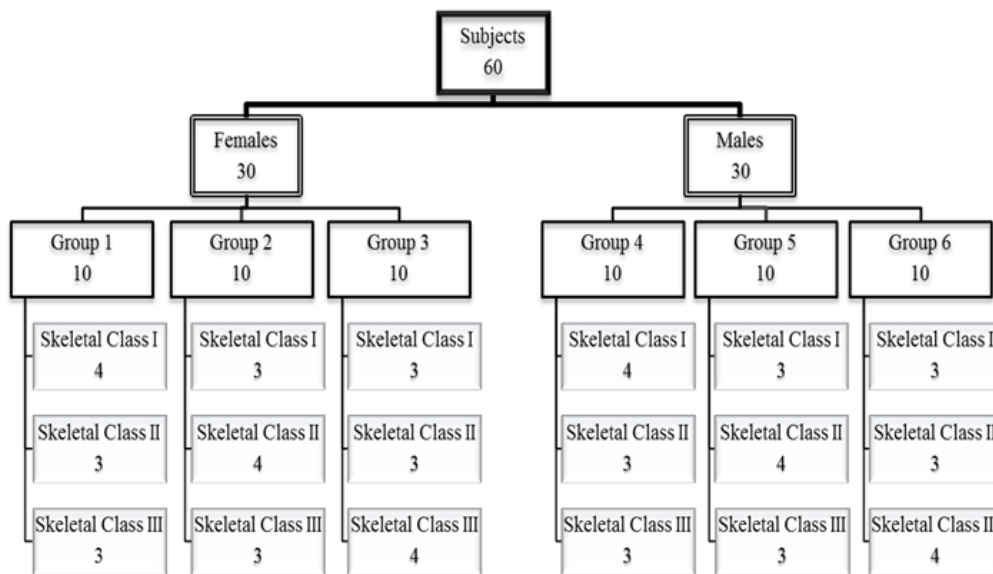 Subjects
60
Females
30
Males
30
Group 1
10
Group 2
10
Group 3
10
Group 4
10
Group 5
10
Group 6
10
Skeletal Class I
4
Skeletal Class I
3
Skeletal Class I
3
Skeletal Class I
4
Skeletal Class I
3
Skeletal Class I
3
Skeletal Class II
3
Skeletal Class II
4
Skeletal Class II
3
Skeletal Class II
3
Skeletal Class II
4
Skeletal Class II
3
Skeletal Class III
3
Skeletal Class III
3
Skeletal Class III
4
Skeletal Class III
3
Skeletal Class III
3
Skeletal Class II
4